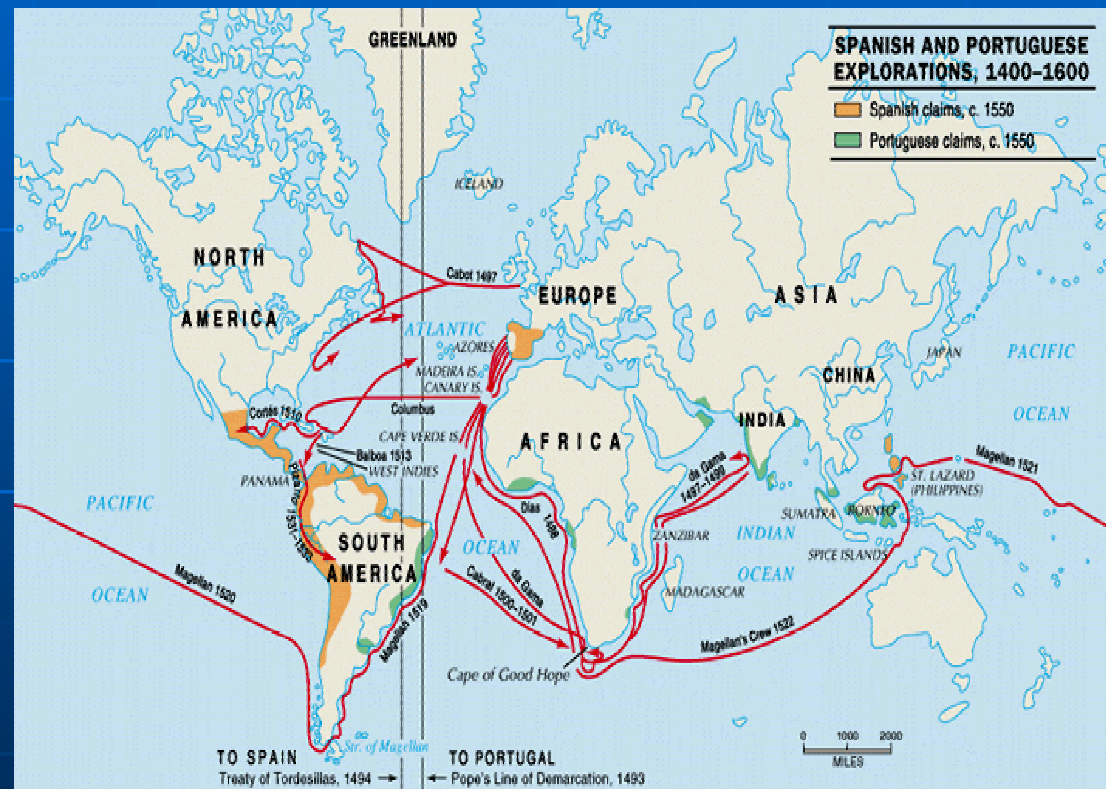 GREENLAND
SPANISH AND PORTUGUESE
EXPLORATIONS, 1400–1600
Spanish claims, c. 1550
Portuguese claims, c. 1550
ICELAND
NORTH
AMERICA
Cabot 1497
EUROPE
ASIA
ATLANTIC
AZORES
MADEIRA IS.
CANARY IS.
JAPAN
PACIFIC
OCEAN
CHINA
INDIA
Cortés 1510
Columbus
CAPE VERDE IS.
AFRICA
Balboa 1513
WEST INDIES
PANAMA
da Gama
1497–1499
Magellan 1521
ST. LAZARD
(PHILIPPINES)
PACIFIC
OCEAN
1531–1533
SOUTH
AMERICA
OCEAN
Dias 1488
ZANZIBAR
INDIAN
OCEAN
SUMATRA
BORNEO
SPICE ISLANDS
MADAGASCAR
Magellan 1520
Magellan 1519
da Gama
Cabral 1500–1501
Magellan's Crew 1522
Cape of Good Hope
Str. of Magellan
0 1000 2000
MILES
TO SPAIN
Treaty of Tordesillas, 1494
TO PORTUGAL
Pope's Line of Demarcation, 1493